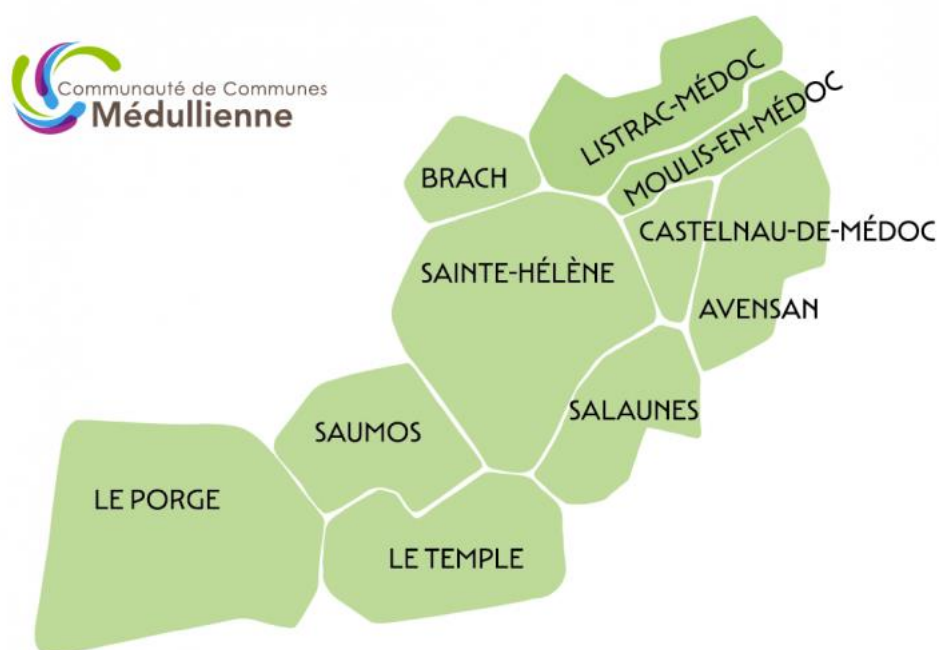 Communauté de Communes
Médullienne
LISTRAC-MÉDOC
MOULIS-EN-MÉDOC
BRACH
CASTELNAU-DE-MÉDOC
SAINTE-HÉLÈNE
AVENSAN
SALAUNES
SAUMOS
LE PORGE
LE TEMPLE